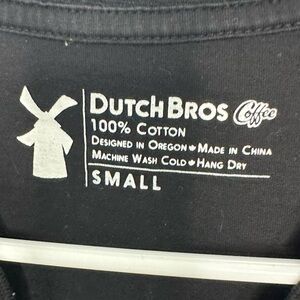 DUTCH BROS Coffee
100% COTTON
DESIGNED IN OREGON MADE IN CHINA
MACHINE WASH COLD HANG DRY
SMALL